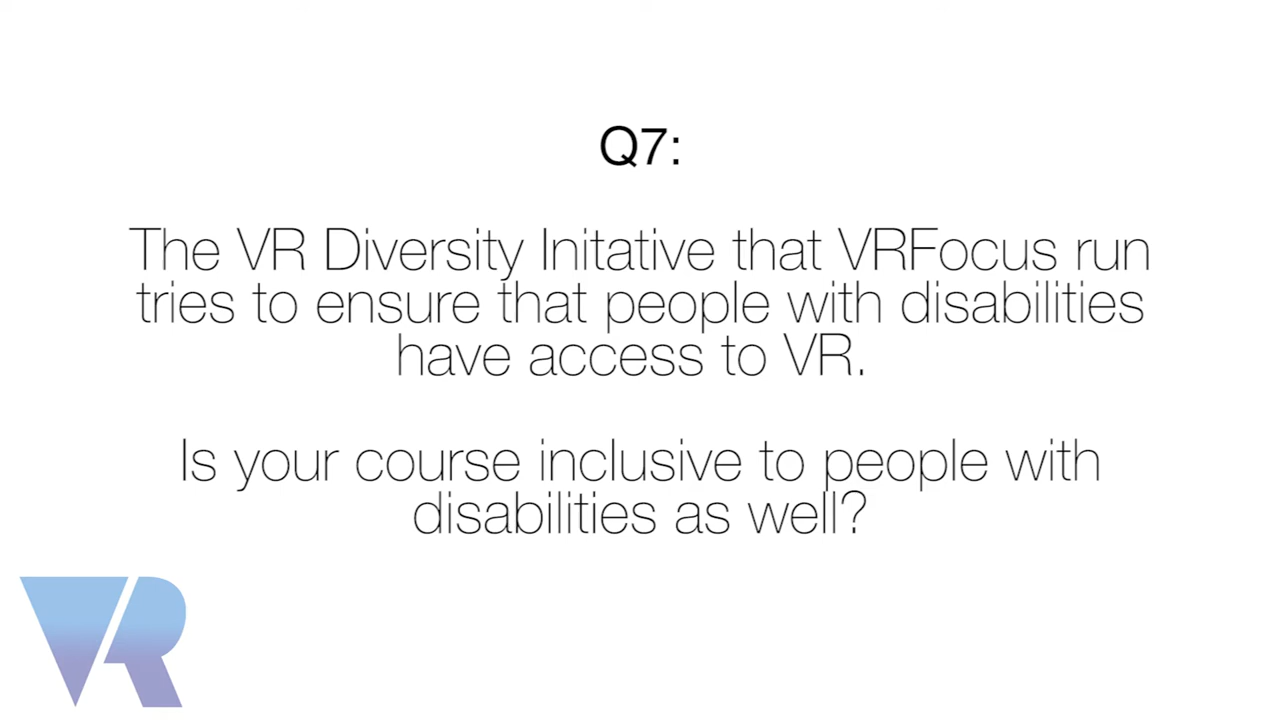 Q7:
The VR Diversity Initative that VRFocus run
tries to ensure that people with disabilities
have access to VR.
Is your course inclusive to people with
disabilities as well?
VR